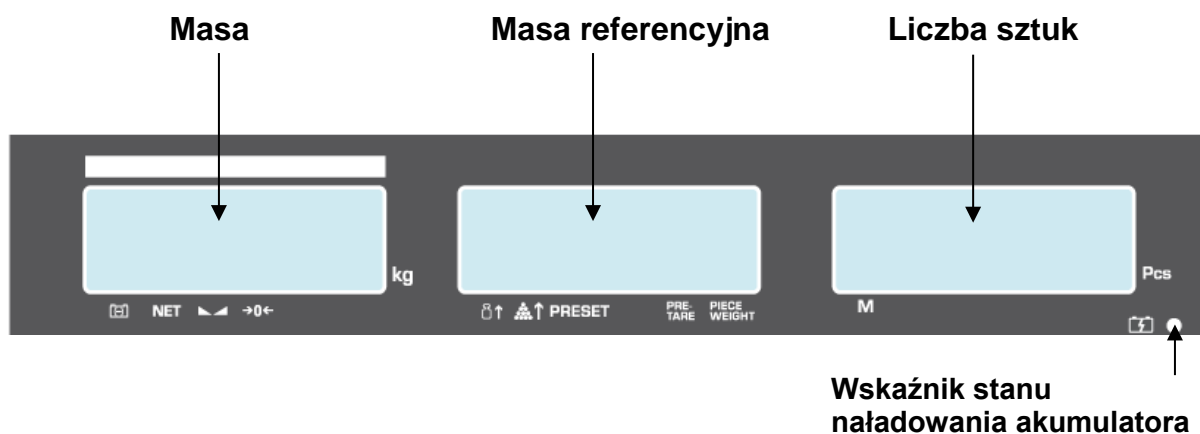 Masa Masa referencyjna Liczba sztuk
kg Pcs
NET →0← ↑ ↑ PRESET PRE-TARE PIECE WEIGHT M
Wskaźnik stanu
naładowania akumulatora